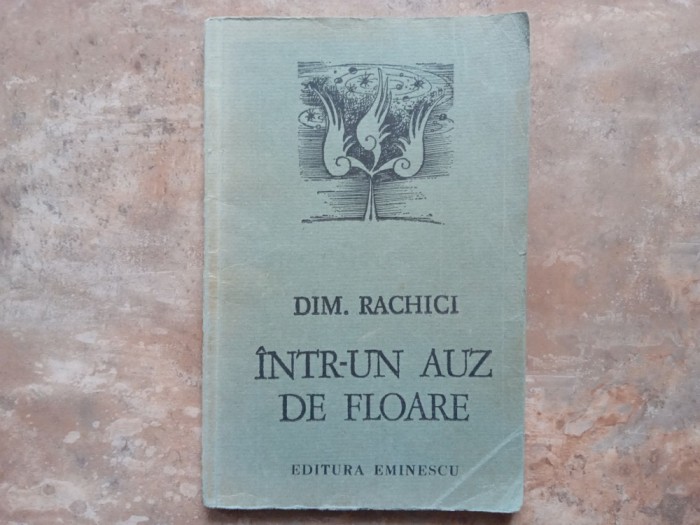 DIM. RACHICI
ÎNTR-UN AUZ
DE FLOARE
EDITURA EMINESCU